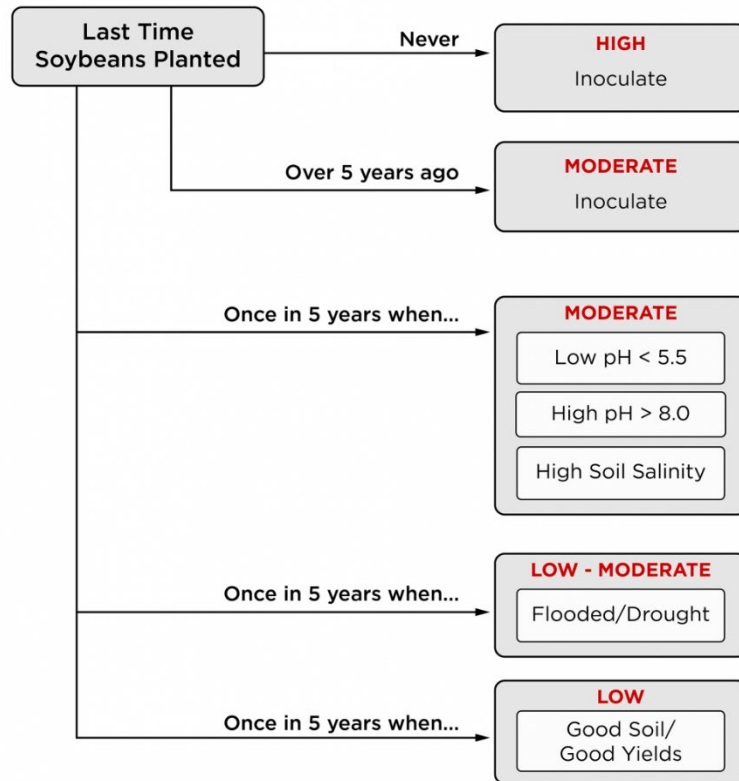 Last Time
Soybeans Planted
Never
HIGH
Inoculate
Over 5 years ago
MODERATE
Inoculate
Once in 5 years when...
MODERATE
Low pH < 5.5
High pH > 8.0
High Soil Salinity
Once in 5 years when...
LOW - MODERATE
Flooded/Drought
Once in 5 years when...
LOW
Good Soil/
Good Yields